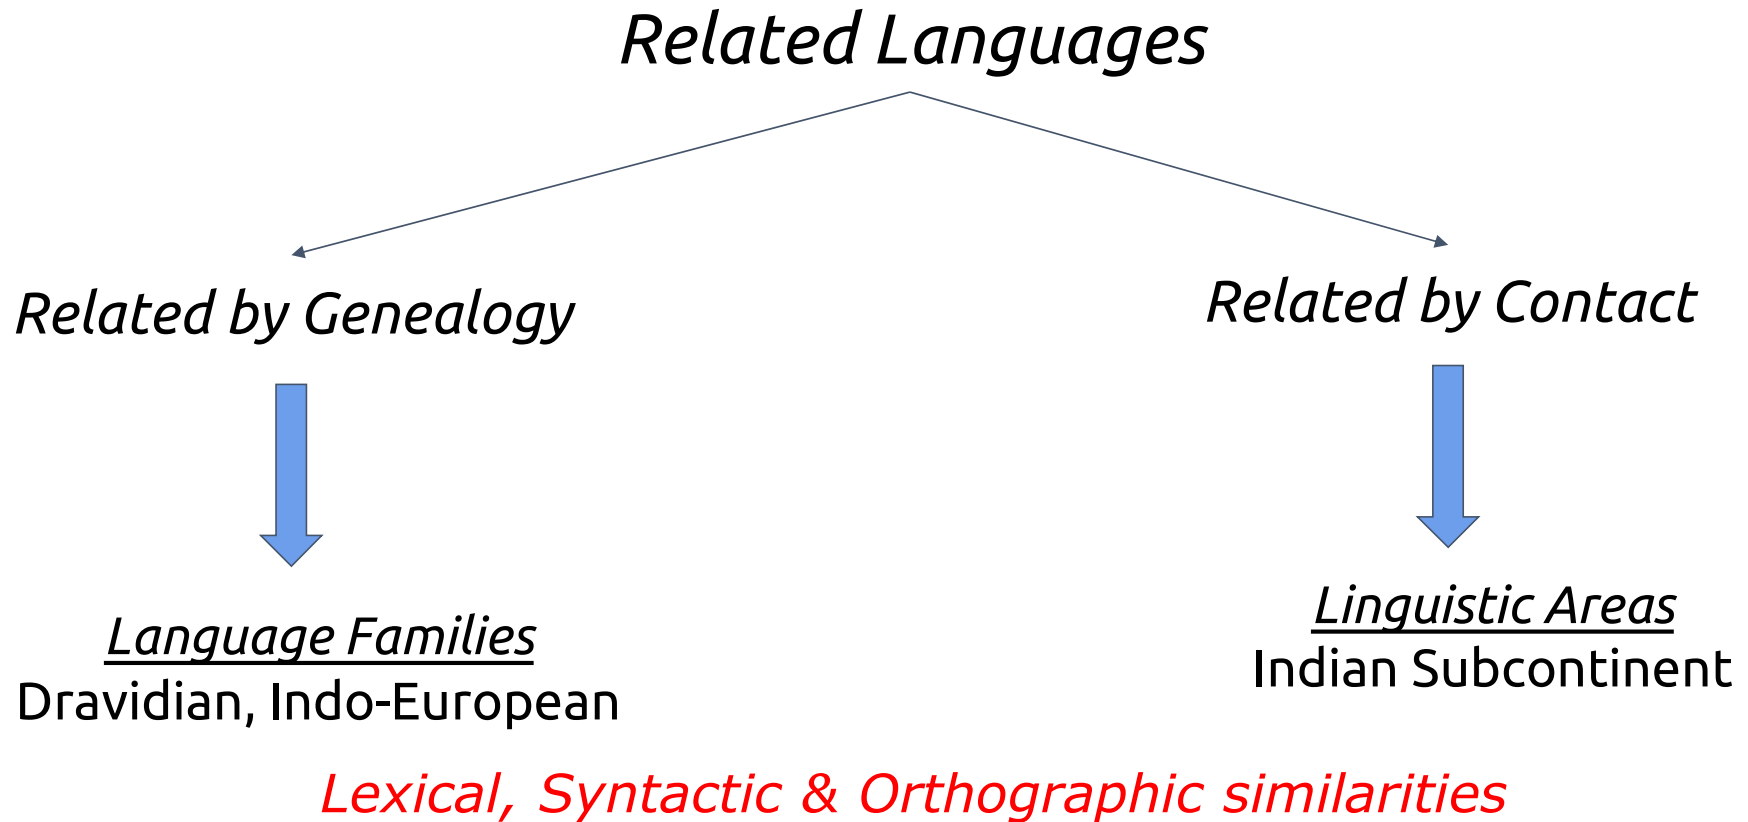 Related Languages
Related by Genealogy
Related by Contact
Language Families
Dravidian, Indo-European
Linguistic Areas
Indian Subcontinent
Lexical, Syntactic & Orthographic similarities